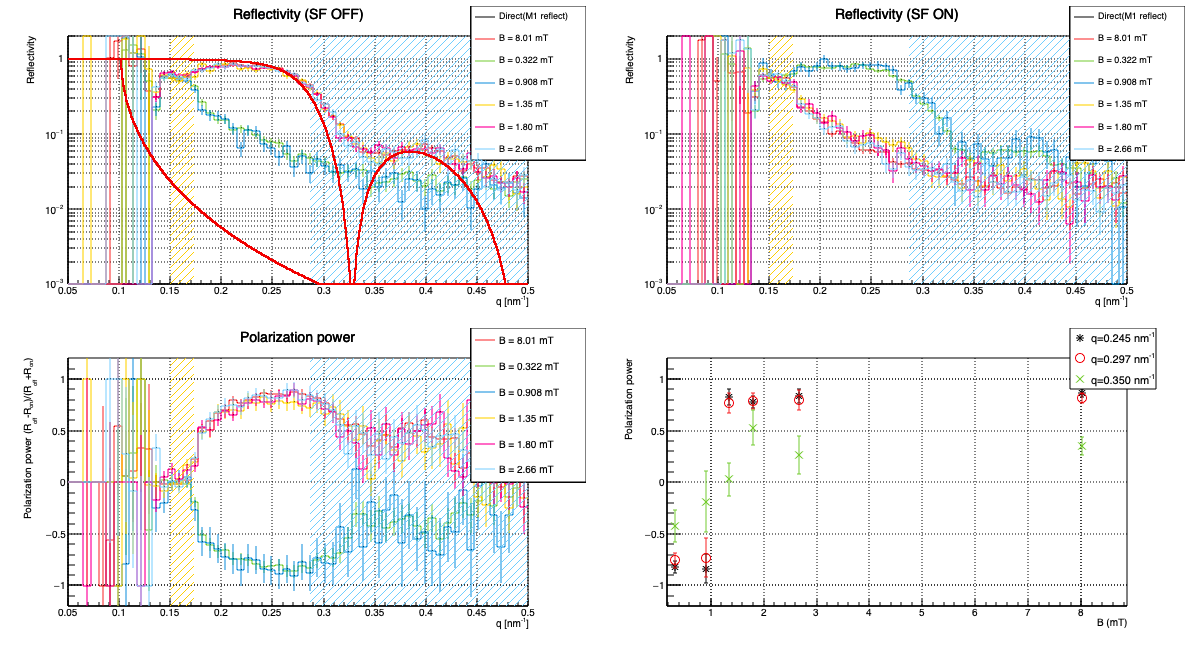 Reflectivity (SF OFF)
Reflectivity
1
10⁻¹
10⁻²
10⁻³
0.05 0.1 0.15 0.2 0.25 0.3 0.35 0.4 0.45 0.5
q [nm⁻¹]
Direct(M1 reflect)
B = 8.01 mT
B = 0.322 mT
B = 0.908 mT
B = 1.35 mT
B = 1.80 mT
B = 2.66 mT
Reflectivity (SF ON)
Reflectivity
1
10⁻¹
10⁻²
10⁻³
0.05 0.1 0.15 0.2 0.25 0.3 0.35 0.4 0.45 0.5
q [nm⁻¹]
Direct(M1 reflect)
B = 8.01 mT
B = 0.322 mT
B = 0.908 mT
B = 1.35 mT
B = 1.80 mT
B = 2.66 mT
Polarization power
Polarization power (R_off-R_on)/(R_off+R_on)
1
0.5
0
−0.5
−1
0.05 0.1 0.15 0.2 0.25 0.3 0.35 0.4 0.45 0.5
q [nm⁻¹]
B = 8.01 mT
B = 0.322 mT
B = 0.908 mT
B = 1.35 mT
B = 1.80 mT
B = 2.66 mT
Polarization power
1
0.5
0
−0.5
−1
1 2 3 4 5 6 7 8
B (mT)
q=0.245 nm⁻¹
q=0.297 nm⁻¹
q=0.350 nm⁻¹